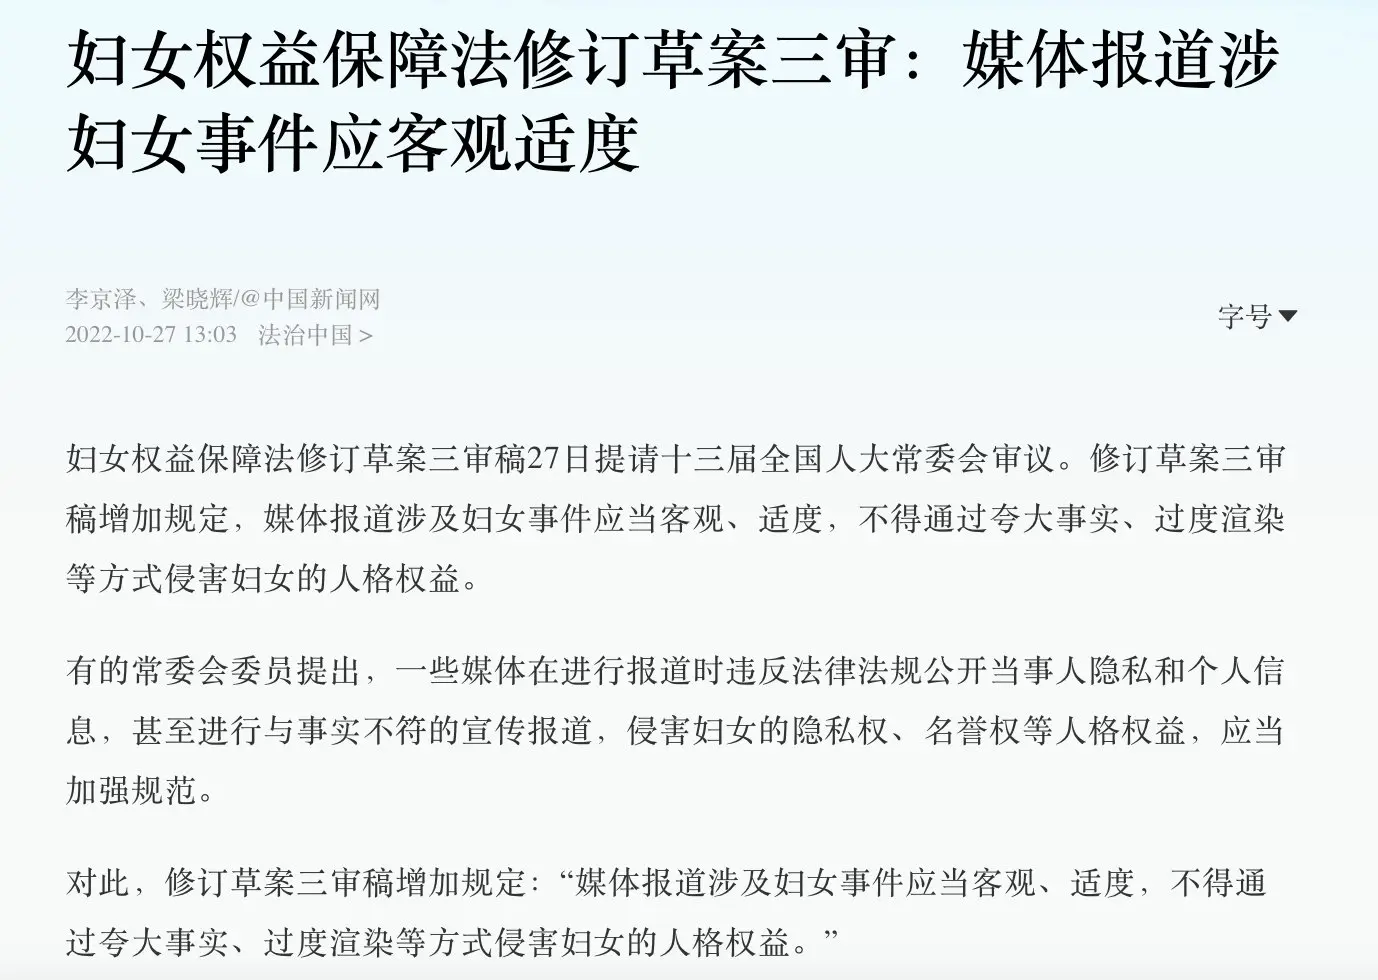 妇女权益保障法修订草案三审：媒体报道涉
妇女事件应客观适度
李京泽、梁晓辉/@中国新闻网
2022-10-27 13:03 法治中国 >
字号▼
妇女权益保障法修订草案三审稿27日提请十三届全国人大常委会审议。修订草案三审
稿增加规定，媒体报道涉及妇女事件应当客观、适度，不得通过夸大事实、过度渲染
等方式侵害妇女的人格权益。
有的常委会委员提出，一些媒体在进行报道时违反法律法规公开当事人隐私和个人信
息，甚至进行与事实不符的宣传报道，侵害妇女的隐私权、名誉权等人格权益，应当
加强规范。
对此，修订草案三审稿增加规定：“媒体报道涉及妇女事件应当客观、适度，不得通
过夸大事实、过度渲染等方式侵害妇女的人格权益。”